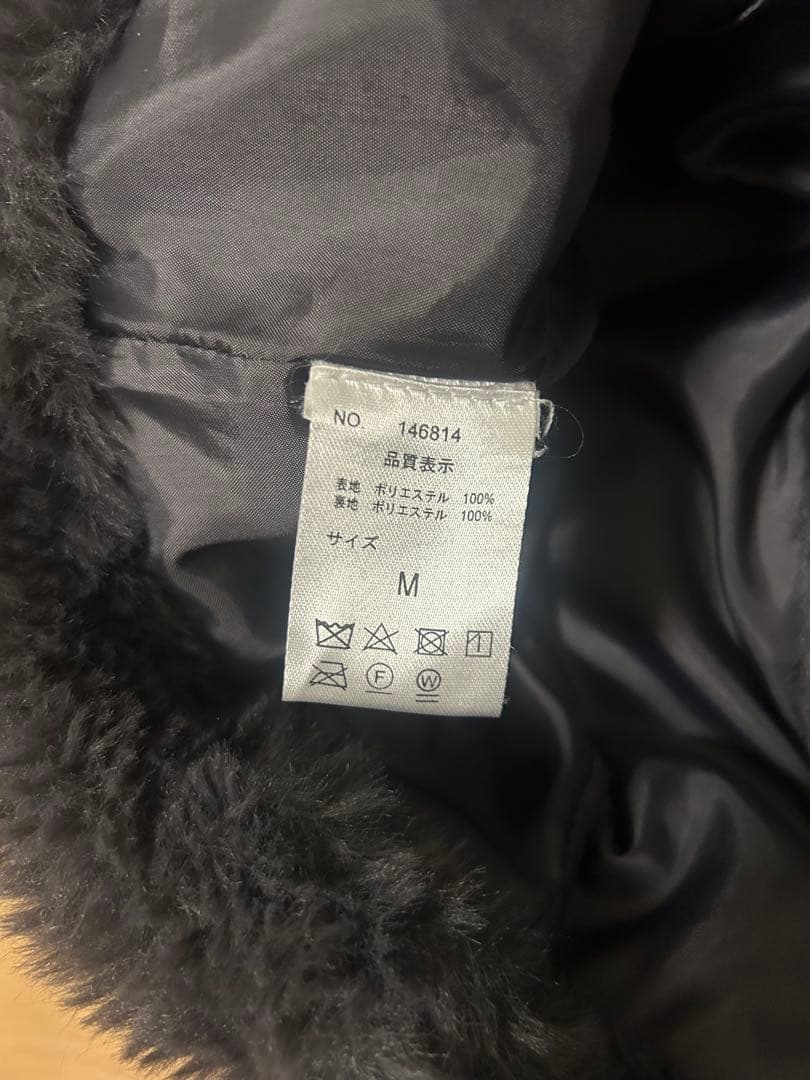 NO. 146814
品質表示
表地 ポリエステル 100%
裏地 ポリエステル 100%
サイズ
M
F W